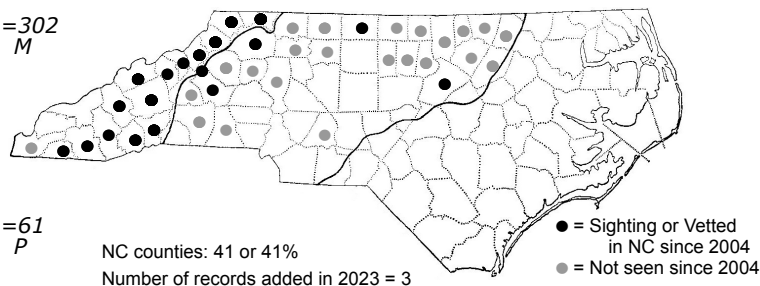 =302
M
=61
P
NC counties: 41 or 41%
Number of records added in 2023 = 3
= Sighting or Vetted
in NC since 2004
= Not seen since 2004